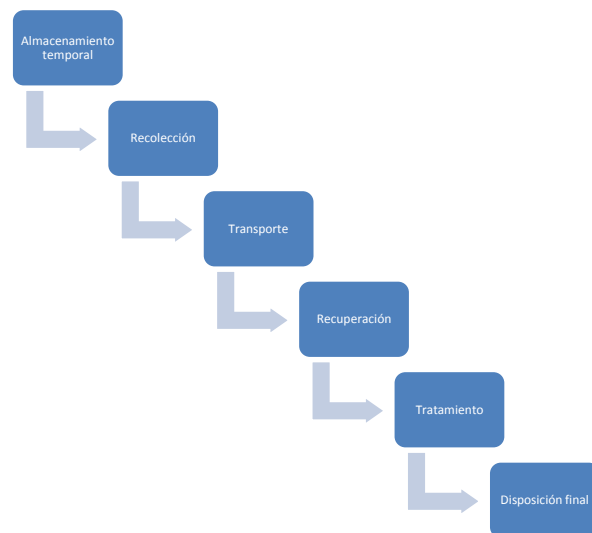 Almacenamiento
temporal
Recolección
Transporte
Recuperación
Tratamiento
Disposición final